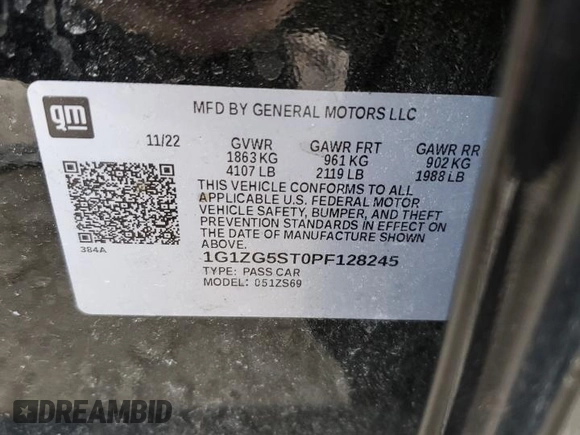 gm
MFD BY GENERAL MOTORS LLC
11/22 GVWR GAWR FRT GAWR RR
1863 KG 961 KG 902 KG
4107 LB 2119 LB 1988 LB
THIS VEHICLE CONFORMS TO ALL
APPLICABLE U.S. FEDERAL MOTOR
VEHICLE SAFETY, BUMPER, AND THEFT
PREVENTION STANDARDS IN EFFECT ON
THE DATE OF MANUFACTURE SHOWN
ABOVE.
384A
1G1ZG5ST0PF128245
TYPE: PASS CAR
MODEL: 051ZS69
DREAMBID